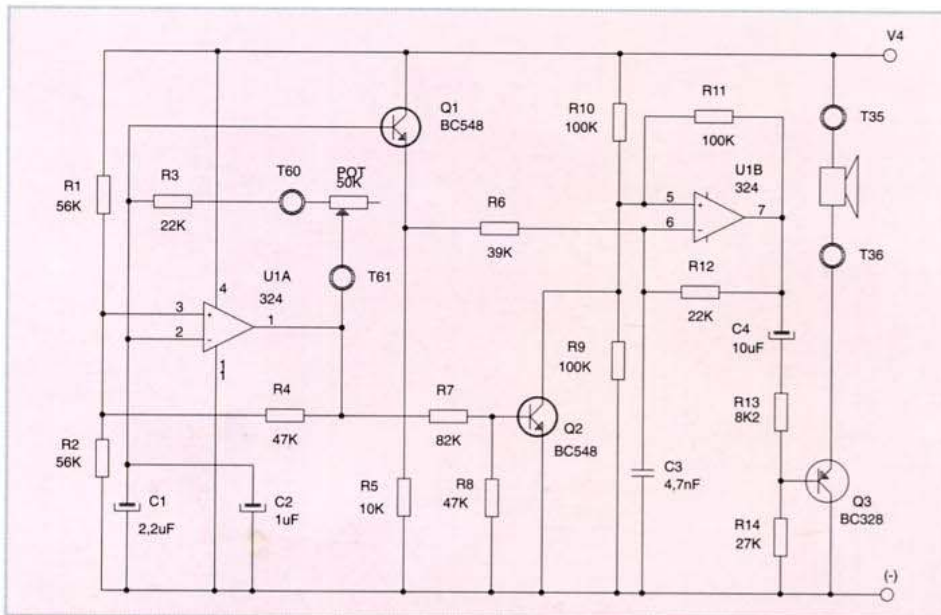 V4
Q1
BC548
R10
100K
R11
100K
T35
R1
56K
R3
22K
T60
POT
50K
U1B
324
5
+
6
-
7
R6
39K
T61
T36
U1A
324
4
3
+
2
-
1
11
R12
22K
C4
10uF
R9
100K
R4
47K
R7
82K
R13
8K2
Q2
BC548
R2
56K
C1
2,2uF
C2
1uF
R5
10K
R8
47K
C3
4,7nF
Q3
BC328
R14
27K
(-)